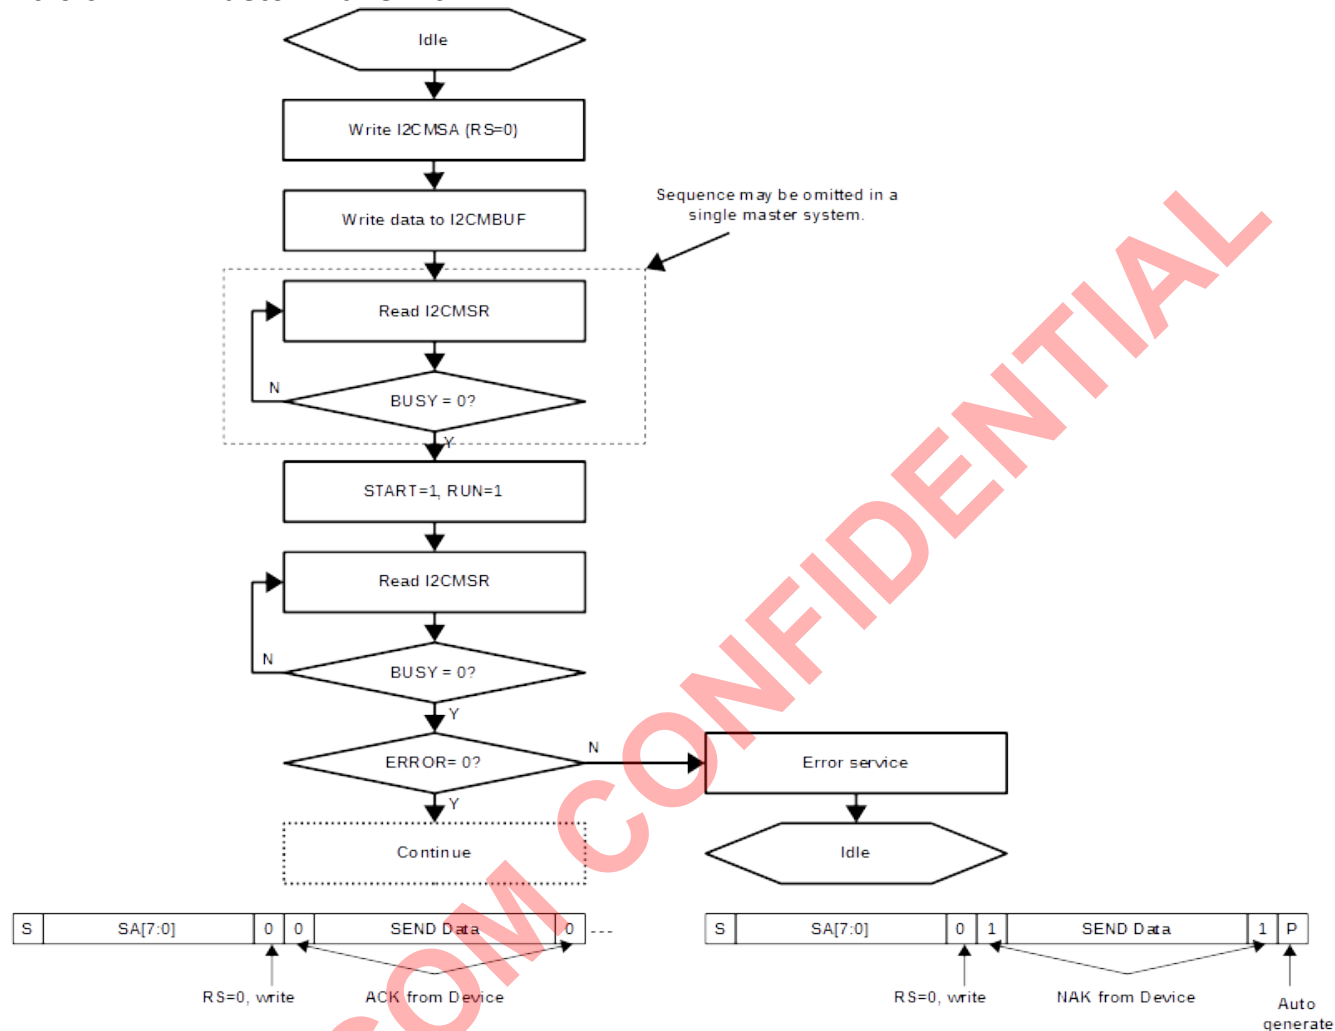 Idle
Write I2CMSA (RS=0)
Write data to I2CMBUF
Sequence may be omitted in a
single master system.
Read I2CMSR
N
BUSY = 0?
Y
START=1, RUN=1
Read I2CMSR
N
BUSY = 0?
Y
ERROR= 0?
N
Error service
Y
Continue
Idle
S SA[7:0] 0 0 SEND Data 0 ---
S SA[7:0] 0 1 SEND Data 1 P
RS=0, write ACK from Device
RS=0, write NAK from Device
Auto
generate
COM CONFIDENTIAL